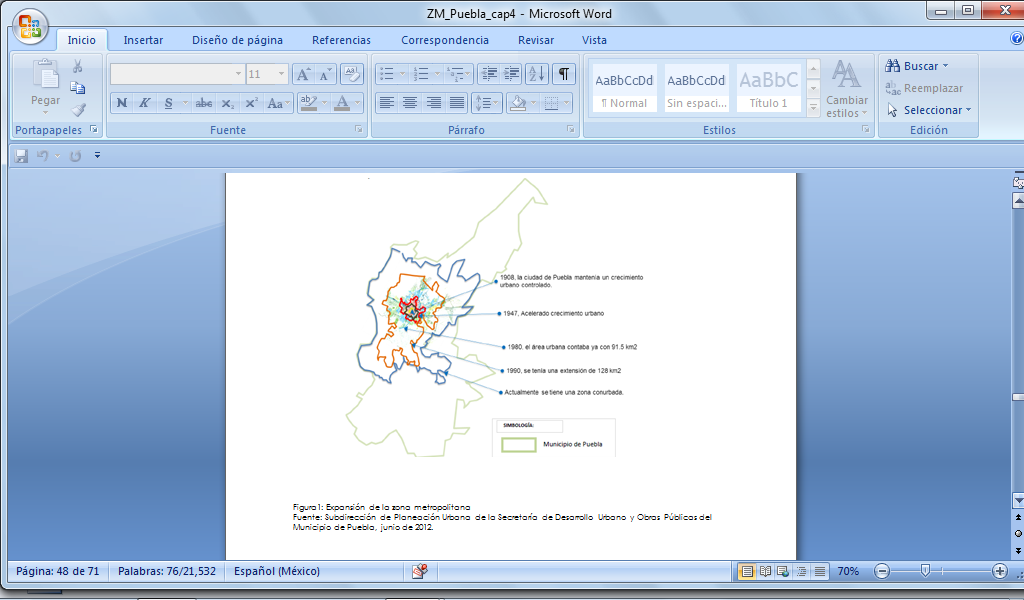 ZM_Puebla_cap4 - Microsoft Word
Inicio Insertar Diseño de página Referencias Correspondencia Revisar Vista
Pegar
Portapapeles
11
N K S abc x₂ x² Aa
Fuente
Párrafo
AaBbCcDd AaBbCcDd AaBbC
¶ Normal Sin espaci... Título 1
Cambiar estilos
Estilos
Buscar
Reemplazar
Seleccionar
Edición
1908, la ciudad de Puebla mantenía un crecimiento
urbano controlado.
1947, Acelerado crecimiento urbano
1980, el área urbana contaba ya con 91.5 km2
1990, se tenía una extensión de 128 km2
Actualmente se tiene una zona conurbada.
SIMBOLOGÍA:
Municipio de Puebla
Figura1: Expansión de la zona metropolitana
Fuente: Subdirección de Planeación Urbana de la Secretaría de Desarrollo Urbano y Obras Públicas del
Municipio de Puebla, junio de 2012.
Página: 48 de 71 Palabras: 76/21,532 Español (México) 70%